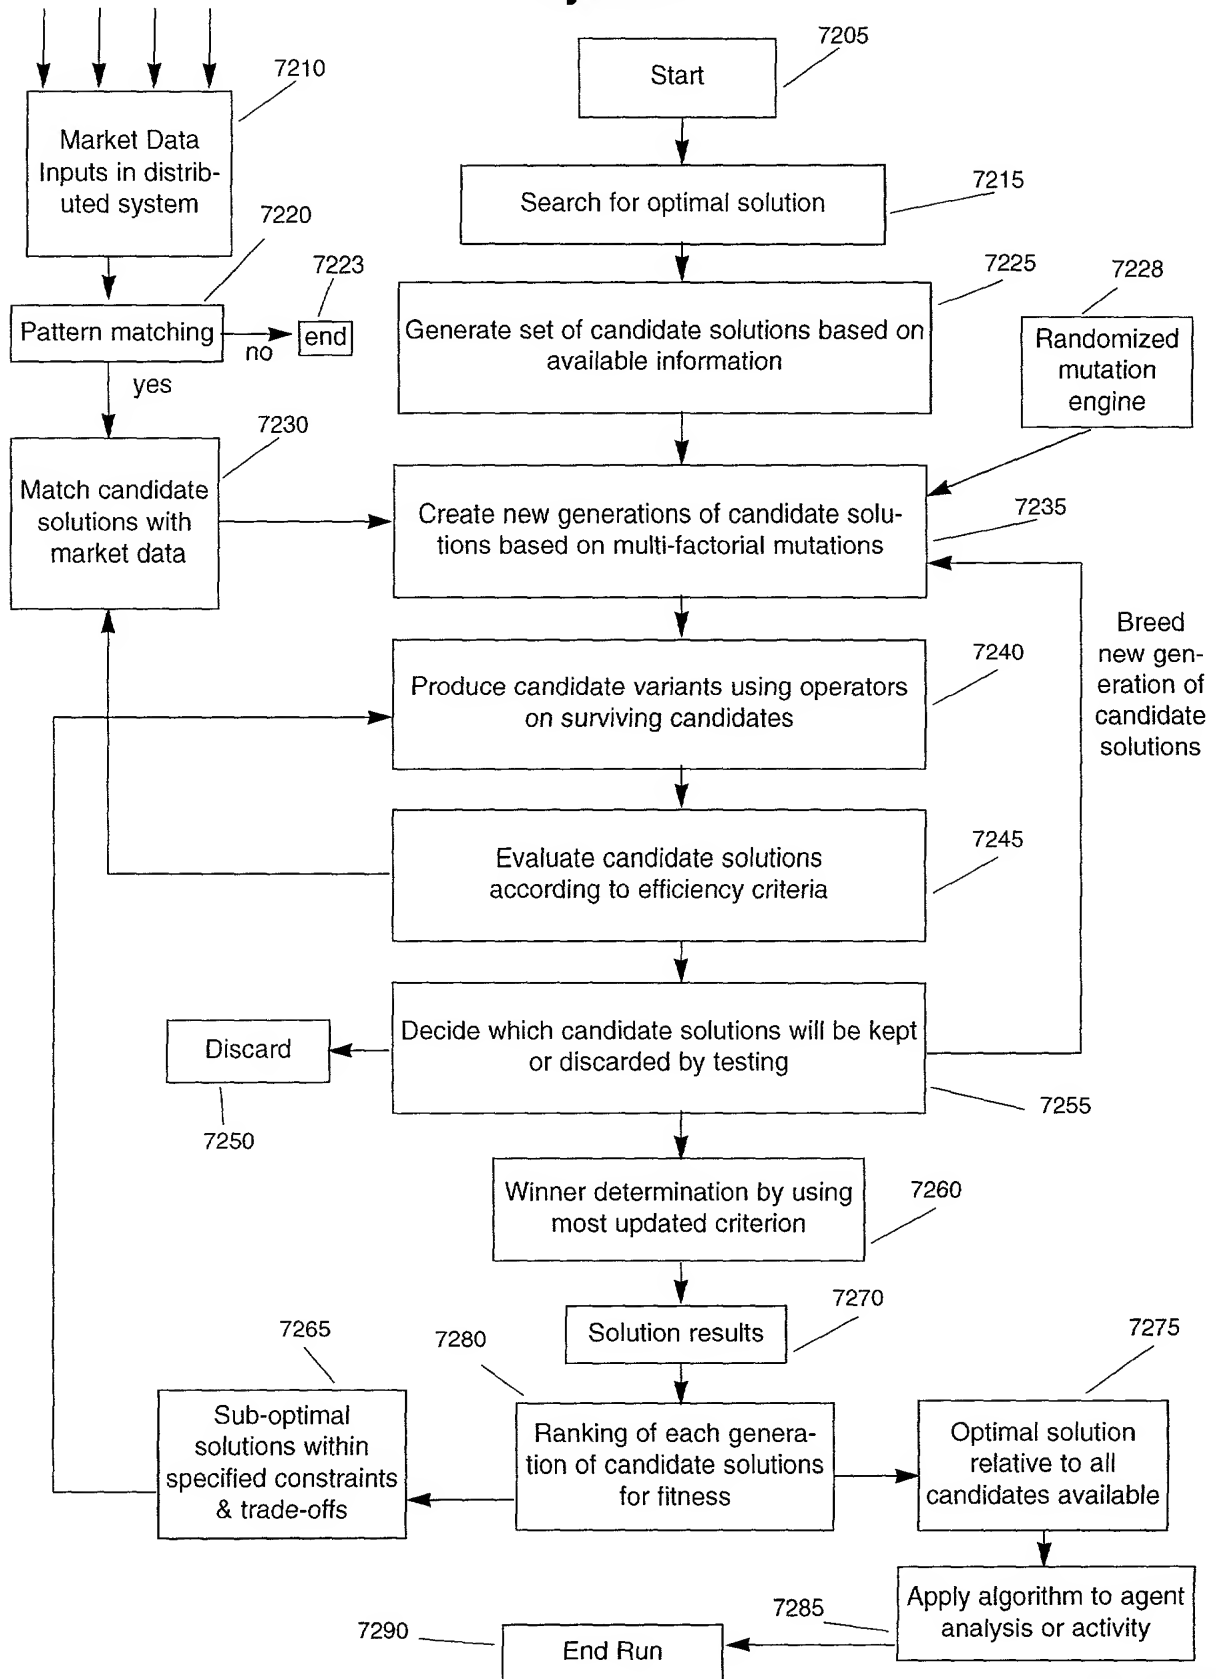 7205
Start
7210
Market Data
Inputs in distrib-
uted system
7215
Search for optimal solution
7220
7223
end
Pattern matching
no
yes
7225
Generate set of candidate solutions based on
available information
7228
Randomized
mutation
engine
7230
Match candidate
solutions with
market data
7235
Create new generations of candidate solu-
tions based on multi-factorial mutations
Breed
new gen-
eration of
candidate
solutions
7240
Produce candidate variants using operators
on surviving candidates
7245
Evaluate candidate solutions
according to efficiency criteria
Decide which candidate solutions will be kept
or discarded by testing
7255
Discard
7250
Winner determination by using
most updated criterion
7260
Solution results
7270
7265
Sub-optimal
solutions within
specified constraints
& trade-offs
7280
Ranking of each genera-
tion of candidate solutions
for fitness
7275
Optimal solution
relative to all
candidates available
Apply algorithm to agent
analysis or activity
7285
7290
End Run